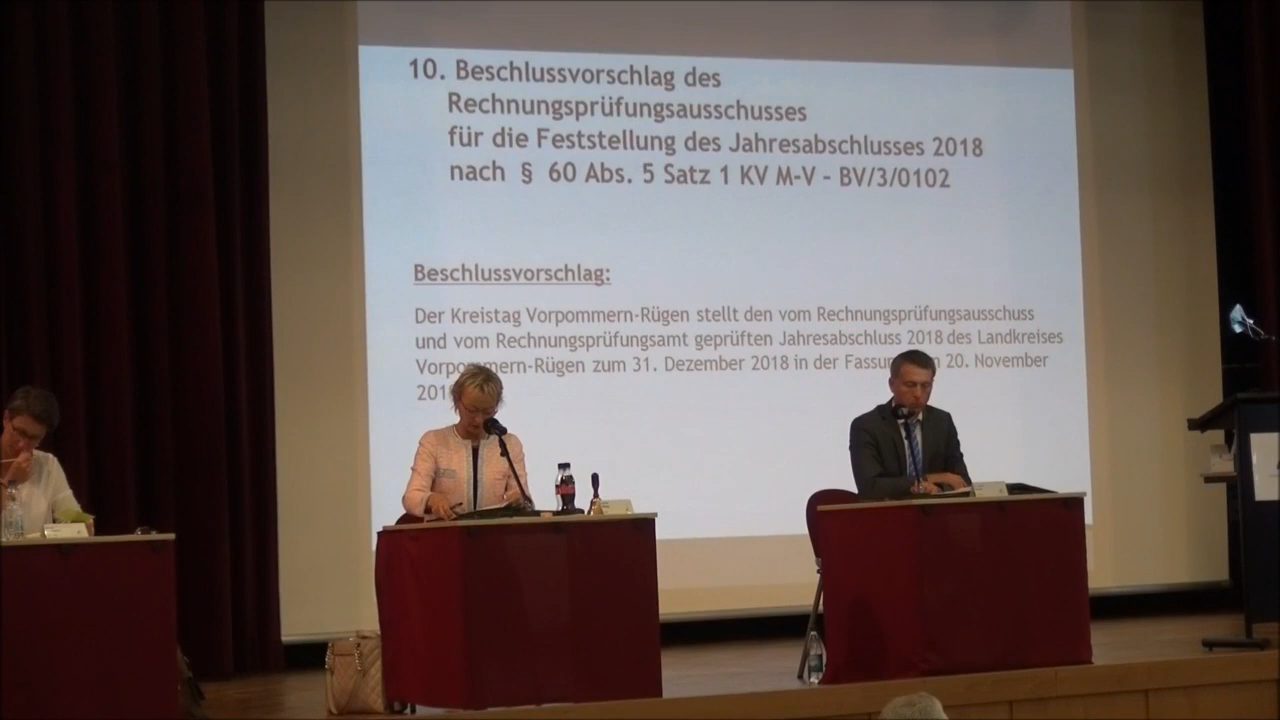 10. Beschlussvorschlag des
Rechnungsprüfungsausschusses
für die Feststellung des Jahresabschlusses 2018
nach § 60 Abs. 5 Satz 1 KV M-V - BV/3/0102
Beschlussvorschlag:
Der Kreistag Vorpommern-Rügen stellt den vom Rechnungsprüfungsausschuss
und vom Rechnungsprüfungsamt geprüften Jahresabschluss 2018 des Landkreises
Vorpommern-Rügen zum 31. Dezember 2018 in der 20. November